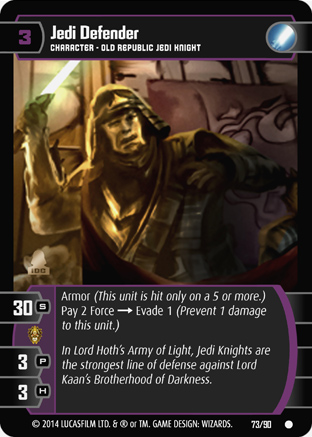 3 Jedi Defender
CHARACTER - OLD REPUBLIC JEDI KNIGHT
IDC
30 S
Armor (This unit is hit only on a 5 or more.)
Pay 2 Force → Evade 1 (Prevent 1 damage
to this unit.)
3 P
In Lord Hoth's Army of Light, Jedi Knights are
the strongest line of defense against Lord
3 H
Kaan's Brotherhood of Darkness.
© 2014 LUCASFILM LTD. & ® or TM. GAME DESIGN: WIZARDS. 73/90